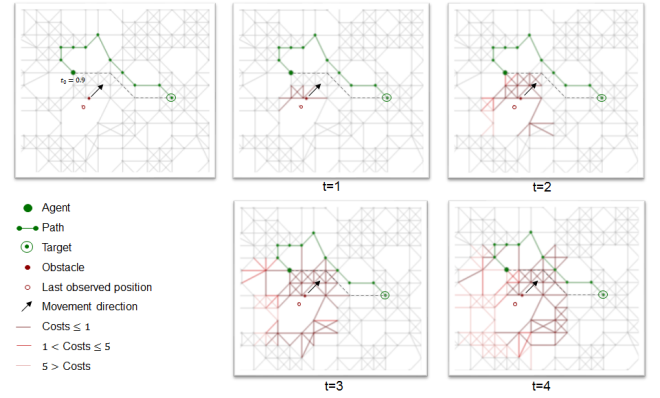 t₀ = 0.9
t=1
t=2
Agent
Path
Target
Obstacle
Last observed position
Movement direction
Costs ≤ 1
1 < Costs ≤ 5
5 > Costs
t=3
t=4